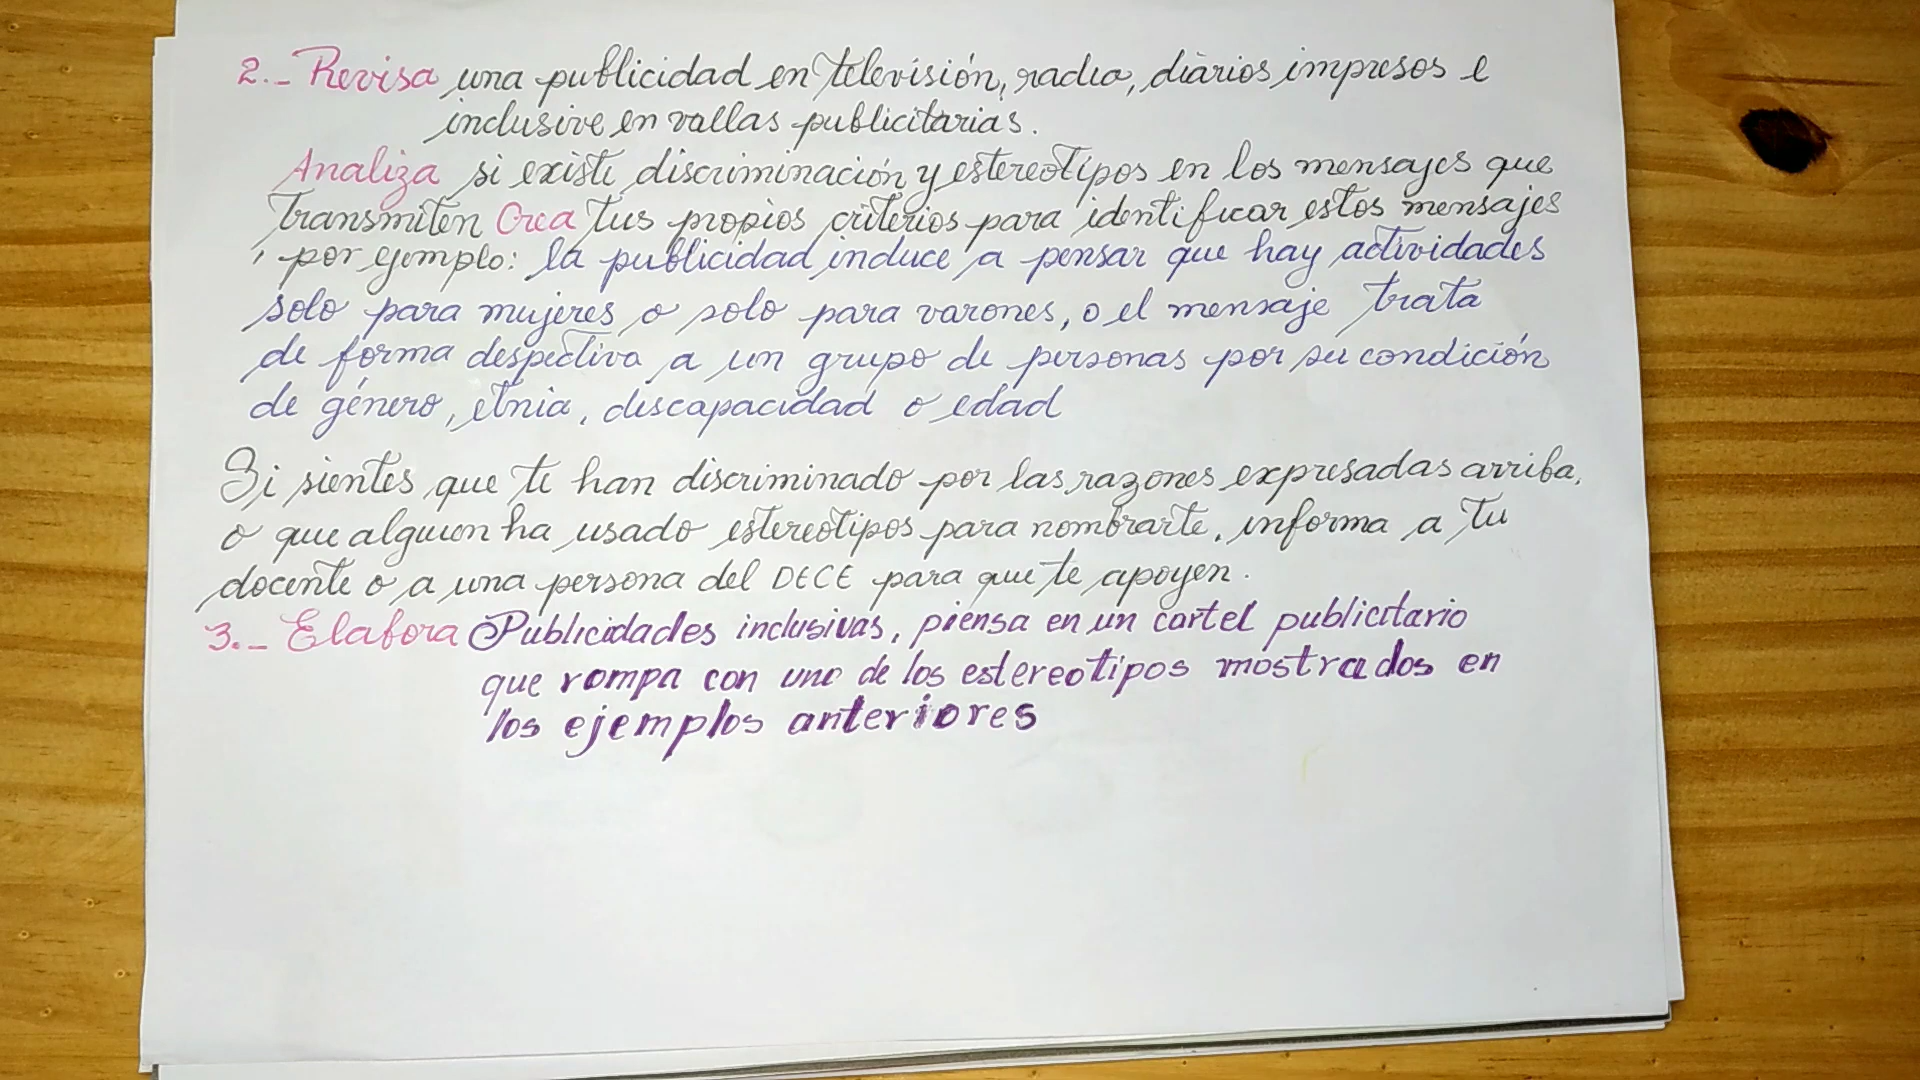 2.- Revisa una publicidad en televisión, radio, diarios impresos e
inclusive en vallas publicitarias.
Analiza si existe discriminación y estereotipos en los mensajes que
transmiten Crea tus propios criterios para identificar estos mensajes
, por ejemplo: la publicidad induce a pensar que hay actividades
solo para mujeres o solo para varones, o el mensaje trata
de forma despectiva a un grupo de personas por su condición
de género, etnia, discapacidad o edad
Si sientes que te han discriminado por las razones expresadas arriba,
o que alguien ha usado estereotipos para nombrarte, informa a tu
docente o a una persona del DECE para que te apoyen.
3.- Elabora Publicidades inclusivas, piensa en un cartel publicitario
que rompa con uno de los estereotipos mostrados en
los ejemplos anteriores